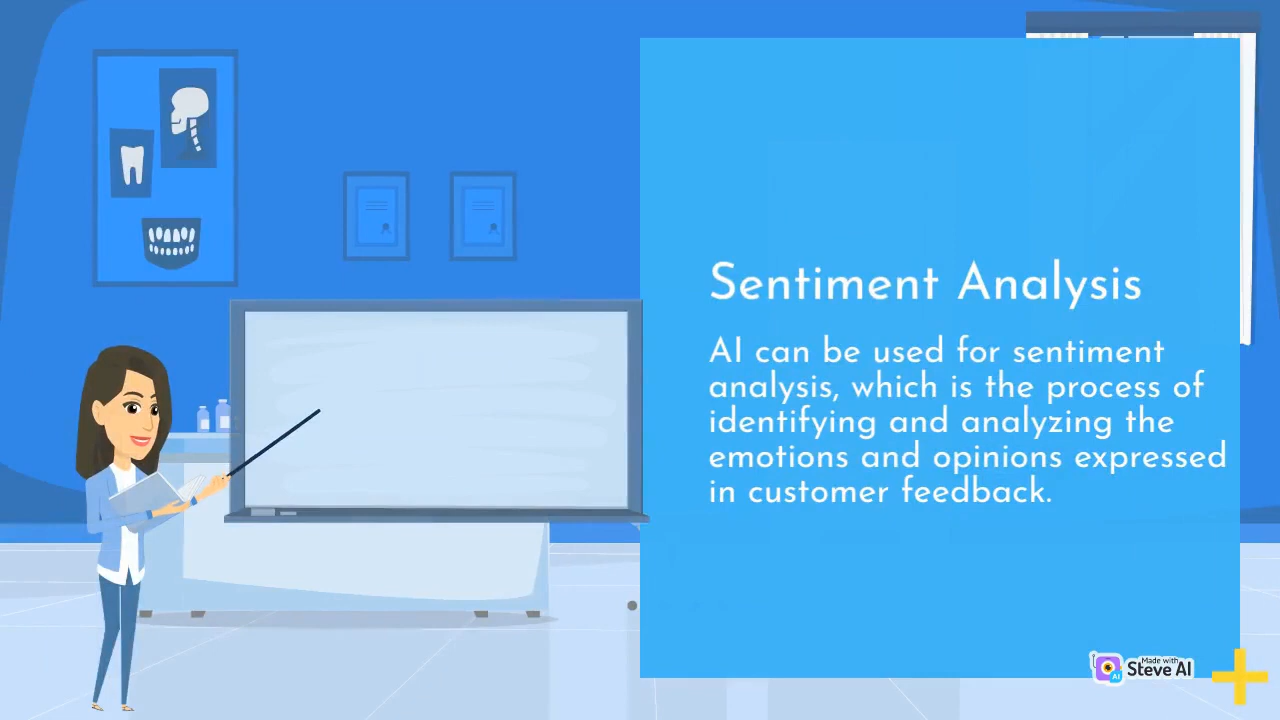 Sentiment Analysis
AI can be used for sentiment
analysis, which is the process of
identifying and analyzing the
emotions and opinions expressed
in customer feedback.
Made with
Steve AI
AI